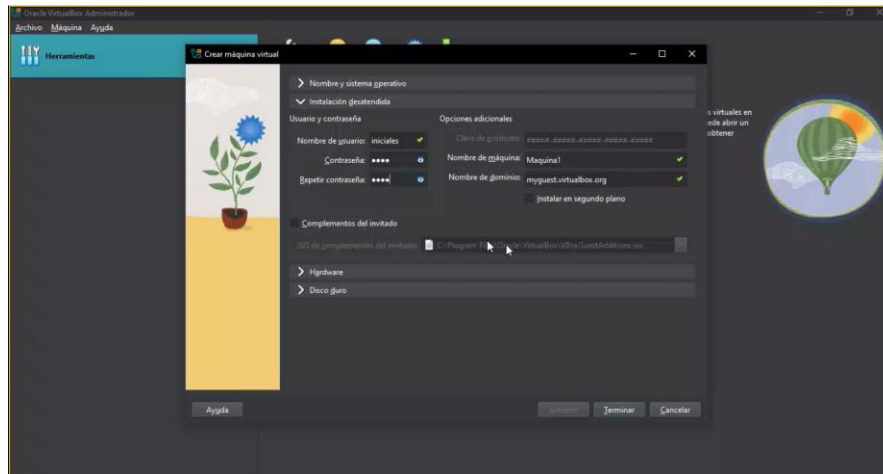 Oracle VirtualBox Administrador
Archivo Máquina Ayuda
Herramientas
Crear máquina virtual
Nombre y sistema operativo
Instalación desatendida
Usuario y contraseña
Opciones adicionales
Nombre de usuario: iniciales
Clave de producto: #####-#####-#####-#####-#####
Contraseña: ••••
Nombre de máquina: Maquina1
Repetir contraseña: ••••
Nombre de dominio: myguest.virtualbox.org
Instalar en segundo plano
Complementos del invitado
ISO de complementos del invitado:
Hardware
Disco duro
s virtuales en
ede abrir un
obtener
Ayuda
Terminar
Cancelar